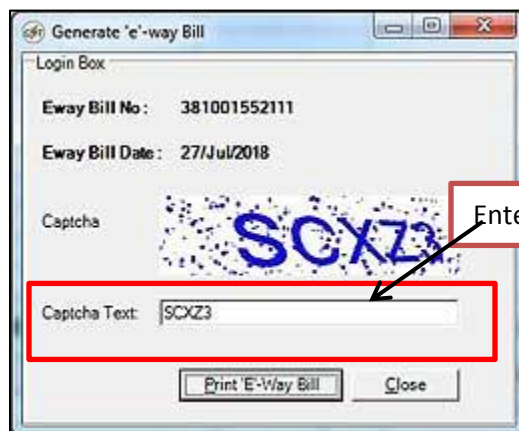 Generate 'e'-way Bill
Login Box
Eway Bill No : 381001552111
Eway Bill Date : 27/Jul/2018
Captcha SCXZ3
Ente
Captcha Text: SCXZ3
Print 'E'-Way Bill Close